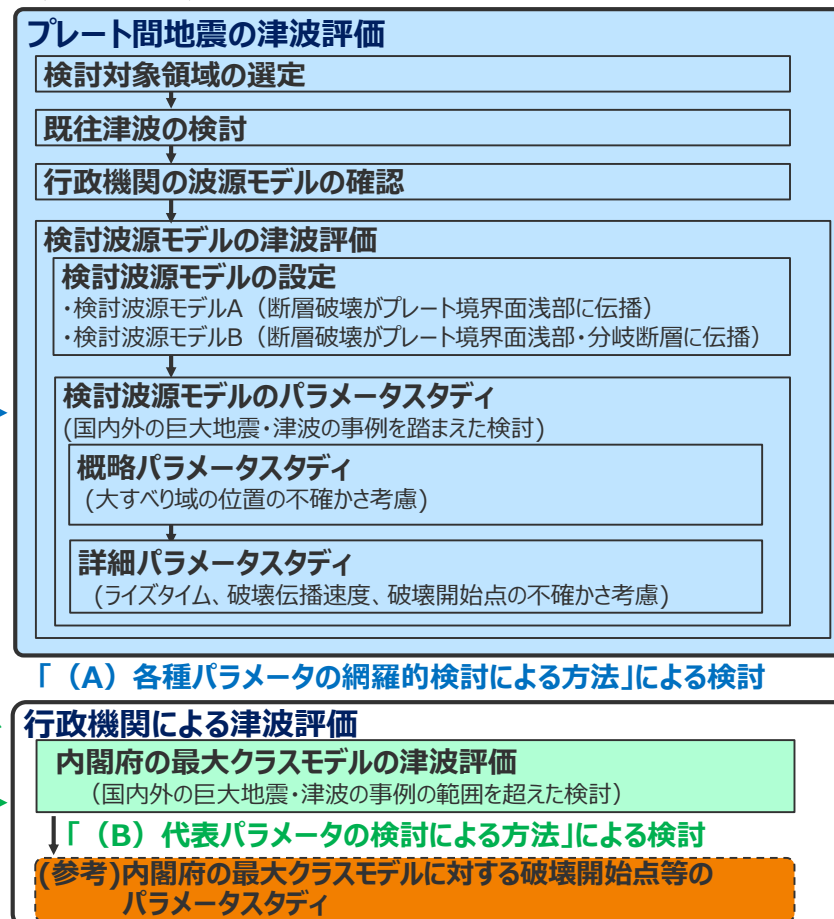 プレート間地震の津波評価
検討対象領域の選定
既往津波の検討
行政機関の波源モデルの確認
検討波源モデルの津波評価
検討波源モデルの設定
・検討波源モデルA（断層破壊がプレート境界面浅部に伝播）
・検討波源モデルB（断層破壊がプレート境界面浅部・分岐断層に伝播）
検討波源モデルのパラメータスタディ
(国内外の巨大地震・津波の事例を踏まえた検討)
概略パラメータスタディ
(大すべり域の位置の不確かさ考慮)
詳細パラメータスタディ
(ライズタイム、破壊伝播速度、破壊開始点の不確かさ考慮)
「（A）各種パラメータの網羅的検討による方法」による検討
行政機関による津波評価
内閣府の最大クラスモデルの津波評価
（国内外の巨大地震・津波の事例の範囲を超えた検討）
「（B）代表パラメータの検討による方法」による検討
(参考)内閣府の最大クラスモデルに対する破壊開始点等の
パラメータスタディ